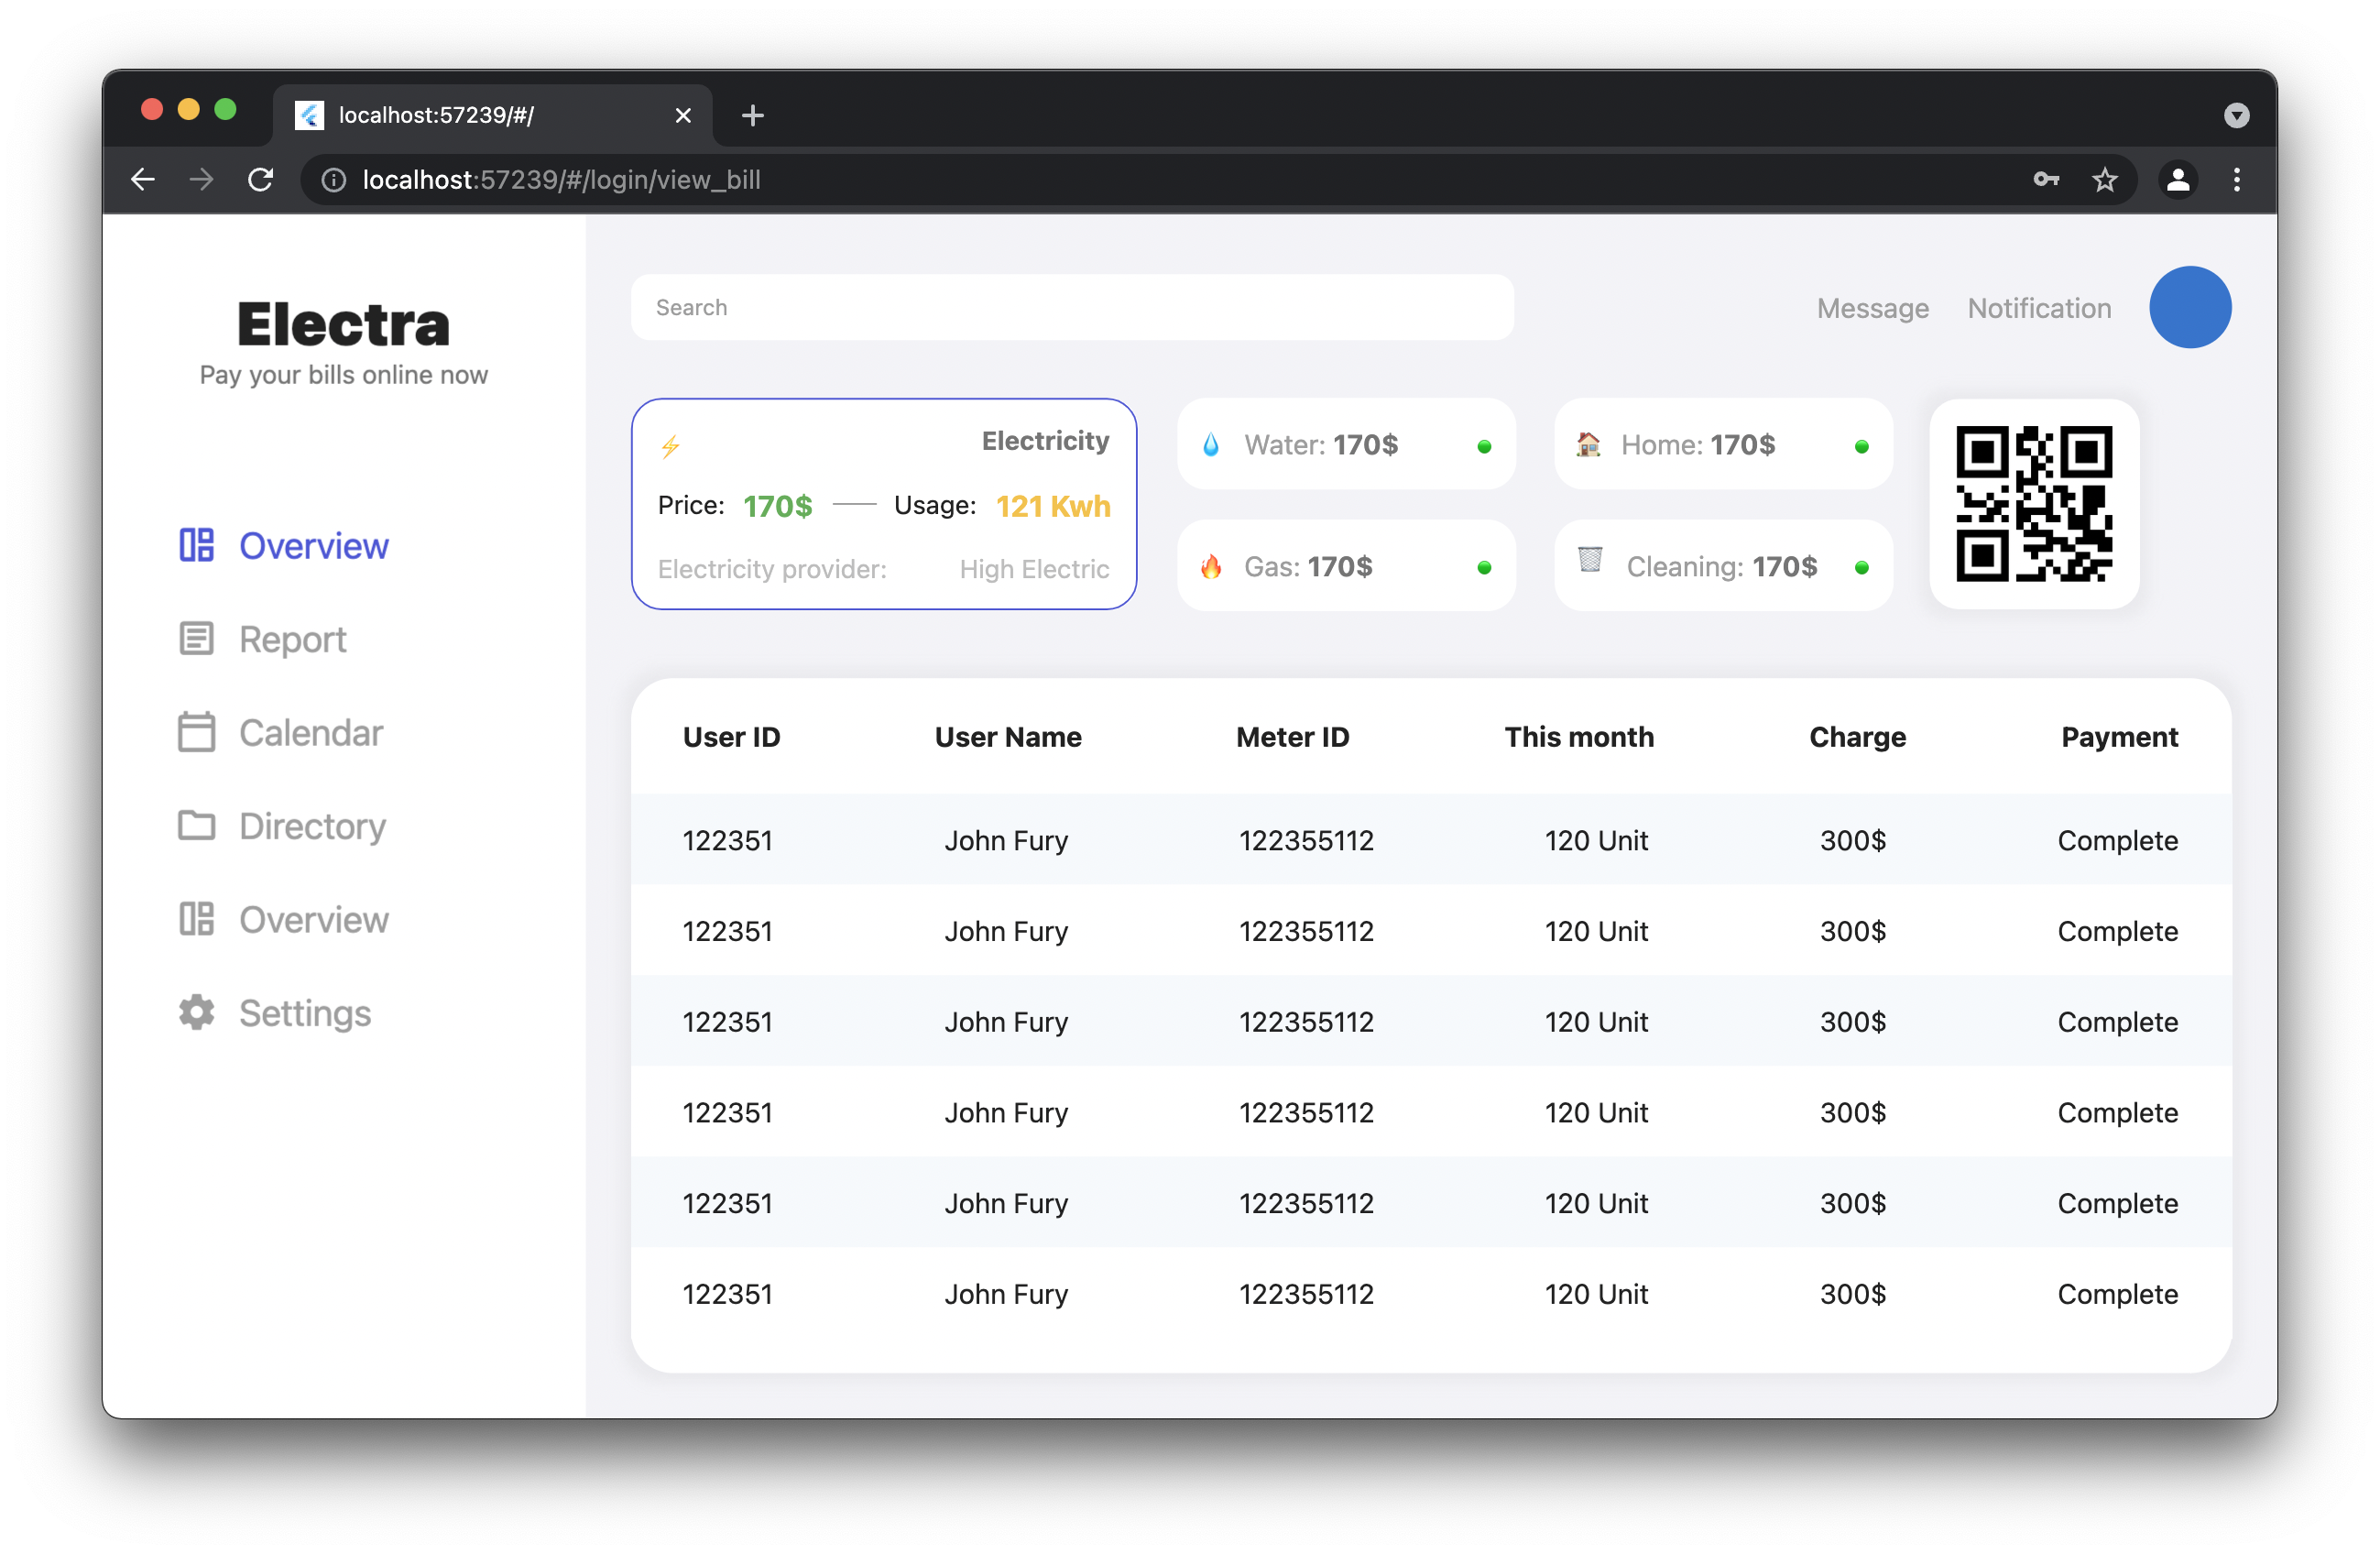 localhost:57239/#/
localhost:57239/#/login/view_bill
Electra
Pay your bills online now
Overview
Report
Calendar
Directory
Overview
Settings
Search
Message Notification
Electricity
Price: 170$ Usage: 121 Kwh
Electricity provider: High Electric
Water: 170$
Home: 170$
Gas: 170$
Cleaning: 170$
User ID User Name Meter ID This month Charge Payment
122351 John Fury 122355112 120 Unit 300$ Complete
122351 John Fury 122355112 120 Unit 300$ Complete
122351 John Fury 122355112 120 Unit 300$ Complete
122351 John Fury 122355112 120 Unit 300$ Complete
122351 John Fury 122355112 120 Unit 300$ Complete
122351 John Fury 122355112 120 Unit 300$ Complete